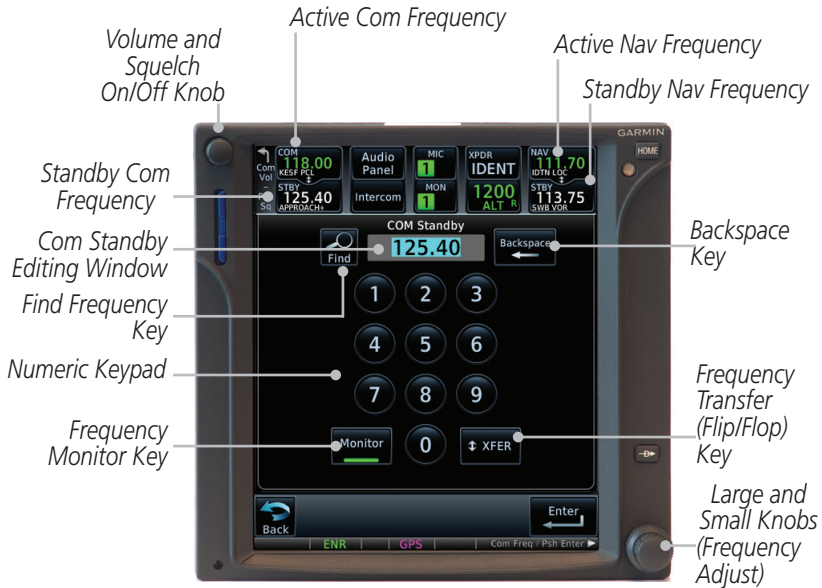 Active Com Frequency
Volume and
Squelch
On/Off Knob
Active Nav Frequency
Standby Nav Frequency
GARMIN
HOME
Com
Vol
Sq
COM
118.00
KESF PCL
STBY
125.40
APPROACH+
Audio
Panel
Intercom
MIC
1
MON
1
XPDR
IDENT
1200
ALT R
NAV
111.70
IDTN LOC
STBY
113.75
SWB VOR
Standby Com
Frequency
COM Standby
Find
125.40
Backspace
Com Standby
Editing Window
Backspace
Key
Find Frequency
Key
1 2 3
4 5 6
7 8 9
Numeric Keypad
Frequency
Monitor Key
Monitor
0
XFER
Frequency
Transfer
(Flip/Flop)
Key
D
Back
Enter
ENR
GPS
Com Freq / Psh Enter
Large and
Small Knobs
(Frequency
Adjust)